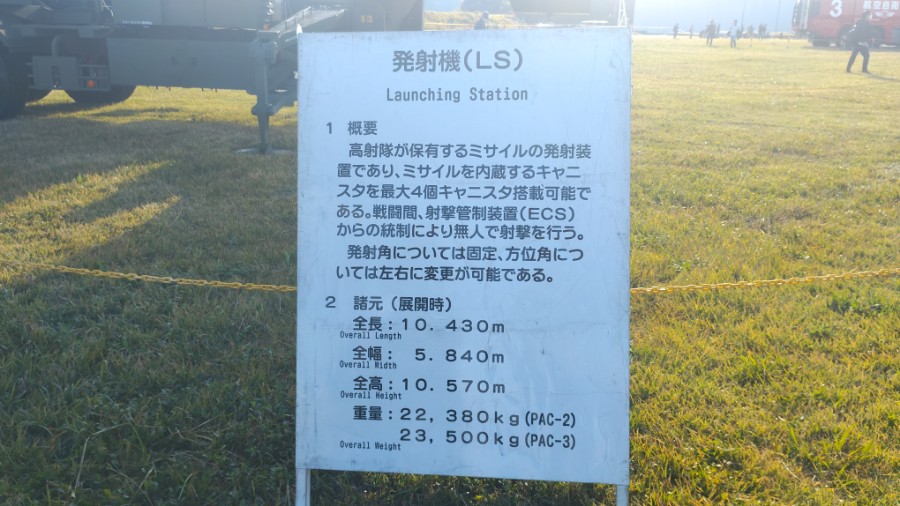 発射機(LS)
Launching Station
1 概要
高射隊が保有するミサイルの発射装
置であり、ミサイルを内蔵するキャニ
スタを最大4個キャニスタ搭載可能で
ある。戦闘間、射撃管制装置(ECS)
からの統制により無人で射撃を行う。
発射角については固定、方位角につ
いては左右に変更が可能である。
2 諸元(展開時)
全長:10.430m
Overall Length
全幅: 5.840m
Overall Width
全高:10.570m
Overall Height
重量:22,380kg(PAC-2)
23,500kg(PAC-3)
Overall Weight
3
航空自衛